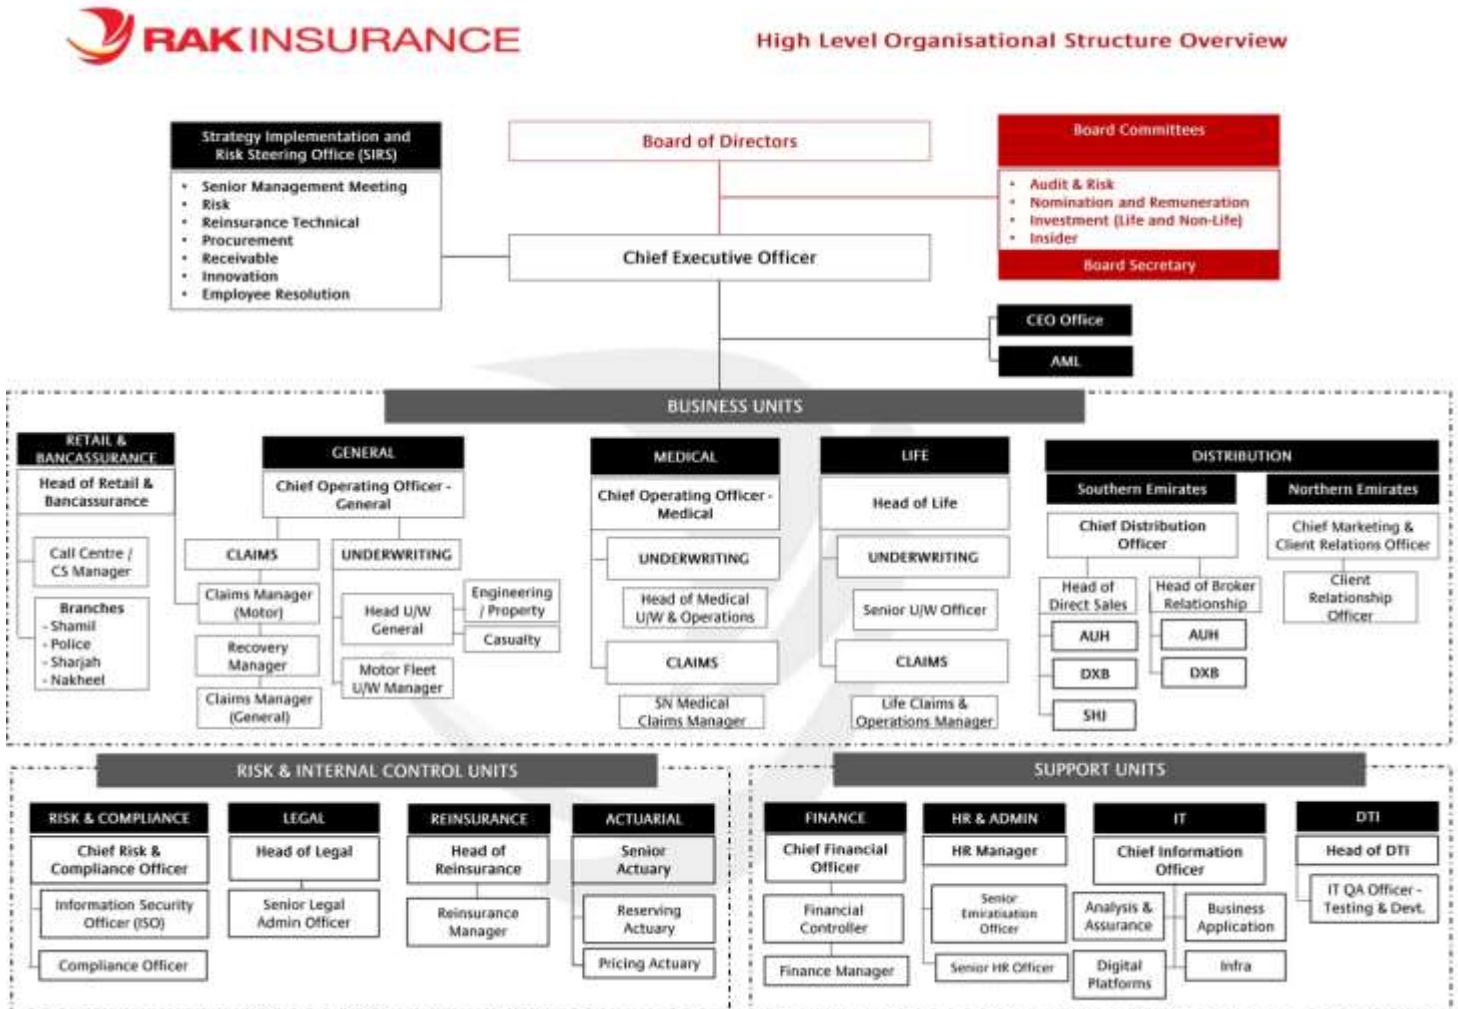 RAK INSURANCE
High Level Organisational Structure Overview
Strategy Implementation and
Risk Steering Office (SIRS)
• Senior Management Meeting
• Risk
• Reinsurance Technical
• Procurement
• Receivable
• Innovation
• Employee Resolution
Board of Directors
Chief Executive Officer
Board Committees
• Audit & Risk
• Nomination and Remuneration
• Investment (Life and Non-Life)
• Insider
Board Secretary
CEO Office
AML
BUSINESS UNITS
RETAIL &
BANCASSURANCE
Head of Retail &
Bancassurance
Call Centre /
CS Manager
Branches
- Shamil
- Police
- Sharjah
- Nakheel
GENERAL
Chief Operating Officer -
General
CLAIMS
Claims Manager
(Motor)
Recovery
Manager
Claims Manager
(General)
UNDERWRITING
Head U/W
General
Engineering
/ Property
Casualty
Motor Fleet
U/W Manager
MEDICAL
Chief Operating Officer -
Medical
UNDERWRITING
Head of Medical
U/W & Operations
CLAIMS
SN Medical
Claims Manager
LIFE
Head of Life
UNDERWRITING
Senior U/W Officer
CLAIMS
Life Claims &
Operations Manager
DISTRIBUTION
Southern Emirates
Chief Distribution
Officer
Head of
Direct Sales
AUH
DXB
SHJ
Head of Broker
Relationship
AUH
DXB
Northern Emirates
Chief Marketing &
Client Relations Officer
Client
Relationship
Officer
RISK & INTERNAL CONTROL UNITS
RISK & COMPLIANCE
Chief Risk &
Compliance Officer
Information Security
Officer (ISO)
Compliance Officer
LEGAL
Head of Legal
Senior Legal
Admin Officer
REINSURANCE
Head of
Reinsurance
Reinsurance
Manager
ACTUARIAL
Senior
Actuary
Reserving
Actuary
Pricing Actuary
SUPPORT UNITS
FINANCE
Chief Financial
Officer
Financial
Controller
Finance Manager
HR & ADMIN
HR Manager
Senior
Emiratisation
Officer
Senior HR Officer
IT
Chief Information
Officer
Analysis &
Assurance
Business
Application
Digital
Platforms
Infra
DTI
Head of DTI
IT QA Officer -
Testing & Devt.